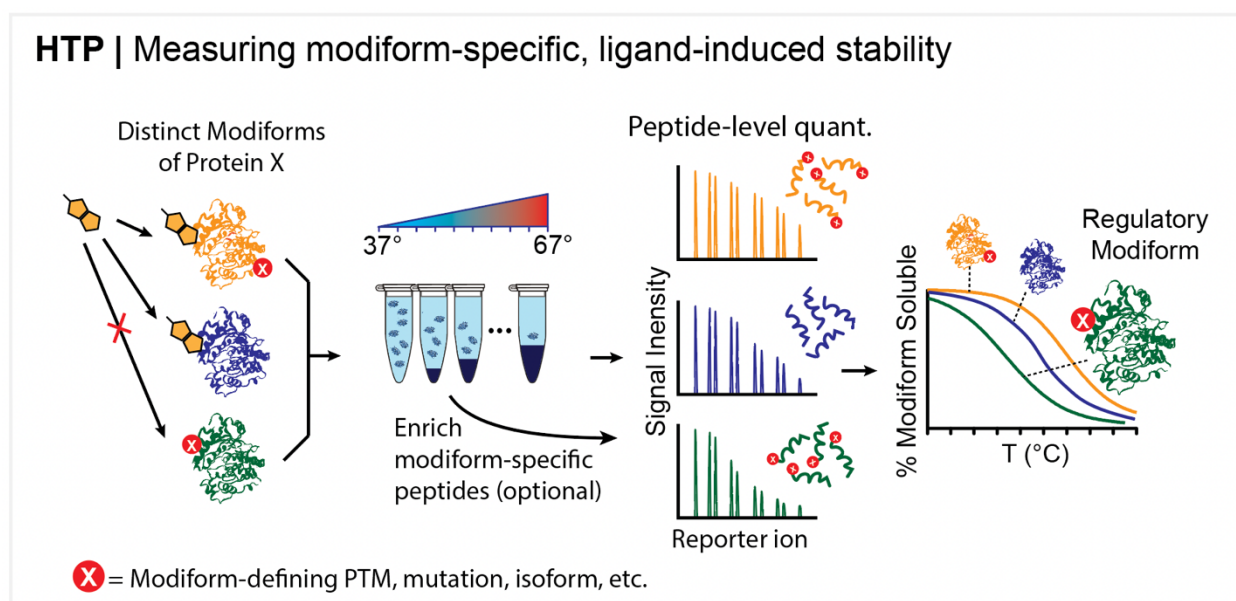 HTP | Measuring modiform-specific, ligand-induced stability
Distinct Modiforms
of Protein X
X
X
37°
67°
...
Enrich
modiform-specific
peptides (optional)
Peptide-level quant.
Signal Inensity
X
X
X
X
X
X
X
X
Reporter ion
% Modiform Soluble
T (°C)
X
Regulatory
Modiform
X
X = Modiform-defining PTM, mutation, isoform, etc.